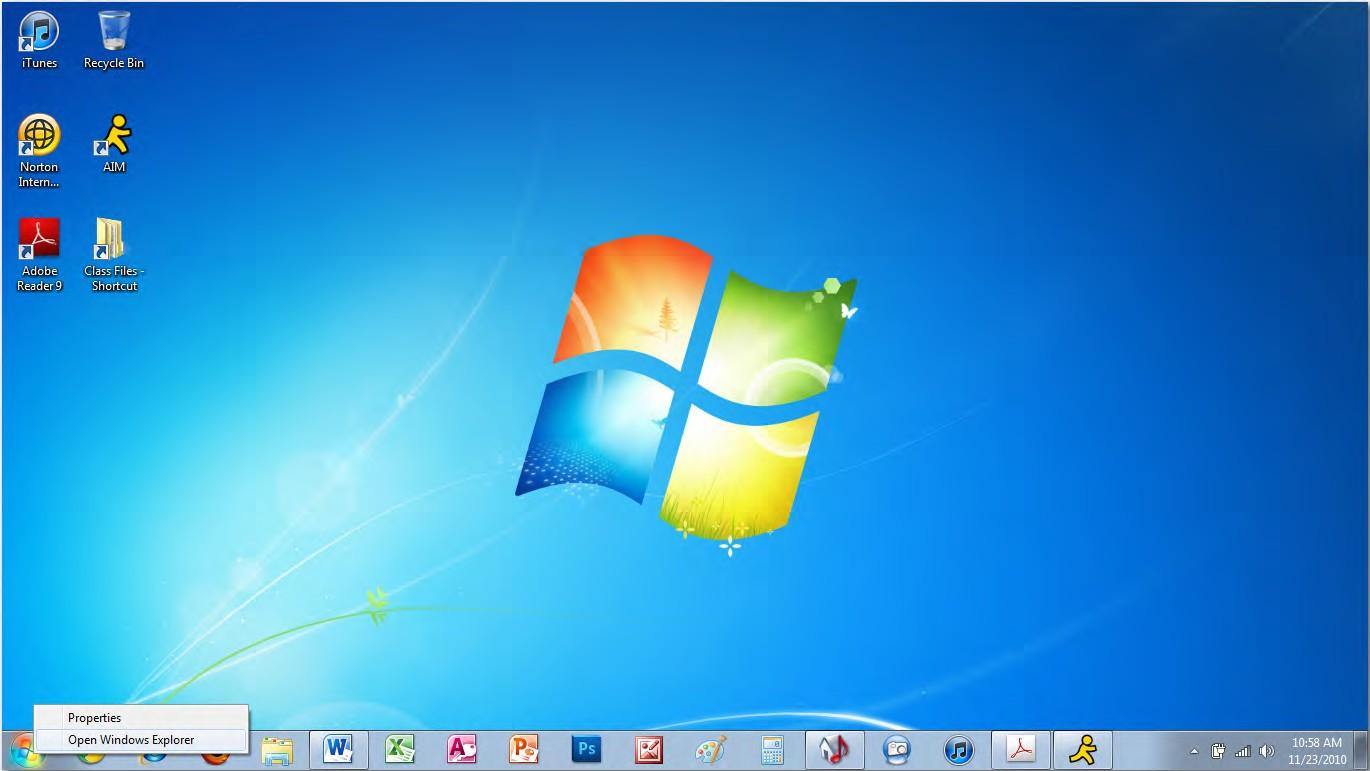 iTunes
Recycle Bin
Norton
Intern...
AIM
Adobe
Reader 9
Class Files -
Shortcut
Properties
Open Windows Explorer
W
X
A
P
Ps
10:58 AM
11/23/2010